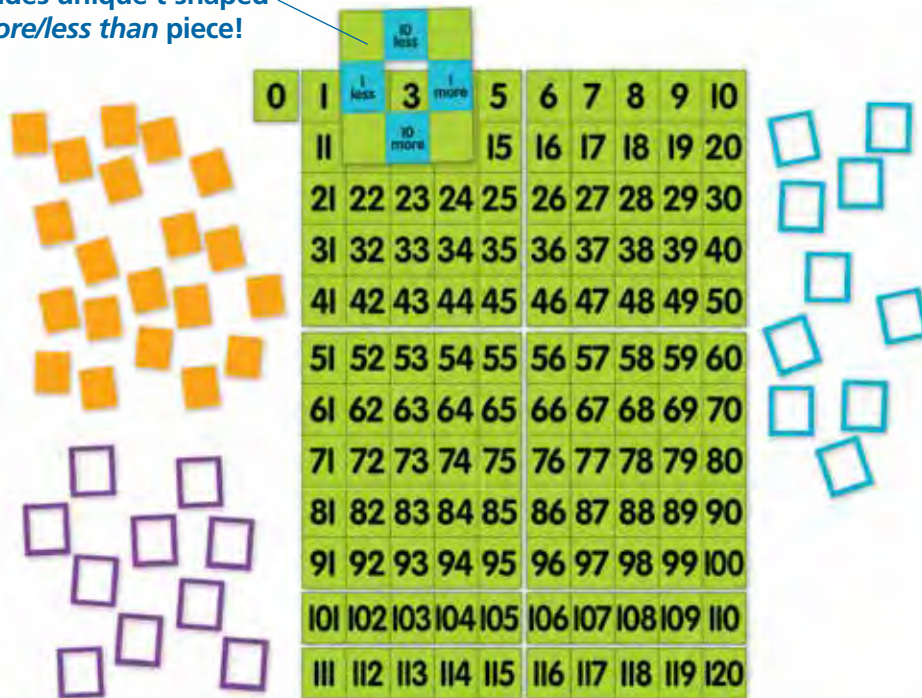 des unique t-shaped
ore/less than piece!
10 less
1 less 3 1 more
10 more
0 1 5 6 7 8 9 10
11 15 16 17 18 19 20
21 22 23 24 25 26 27 28 29 30
31 32 33 34 35 36 37 38 39 40
41 42 43 44 45 46 47 48 49 50
51 52 53 54 55 56 57 58 59 60
61 62 63 64 65 66 67 68 69 70
71 72 73 74 75 76 77 78 79 80
81 82 83 84 85 86 87 88 89 90
91 92 93 94 95 96 97 98 99 100
101 102 103 104 105 106 107 108 109 110
111 112 113 114 115 116 117 118 119 120